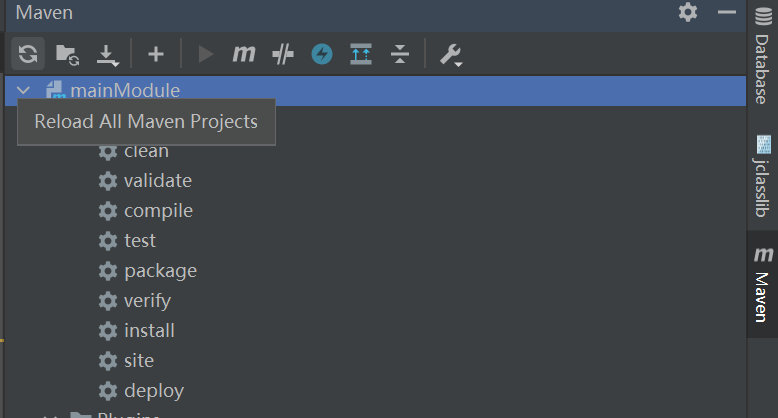 Maven
mainModule
Reload All Maven Projects
clean
validate
compile
test
package
verify
install
site
deploy
Plugins
Database
jclasslib
Maven